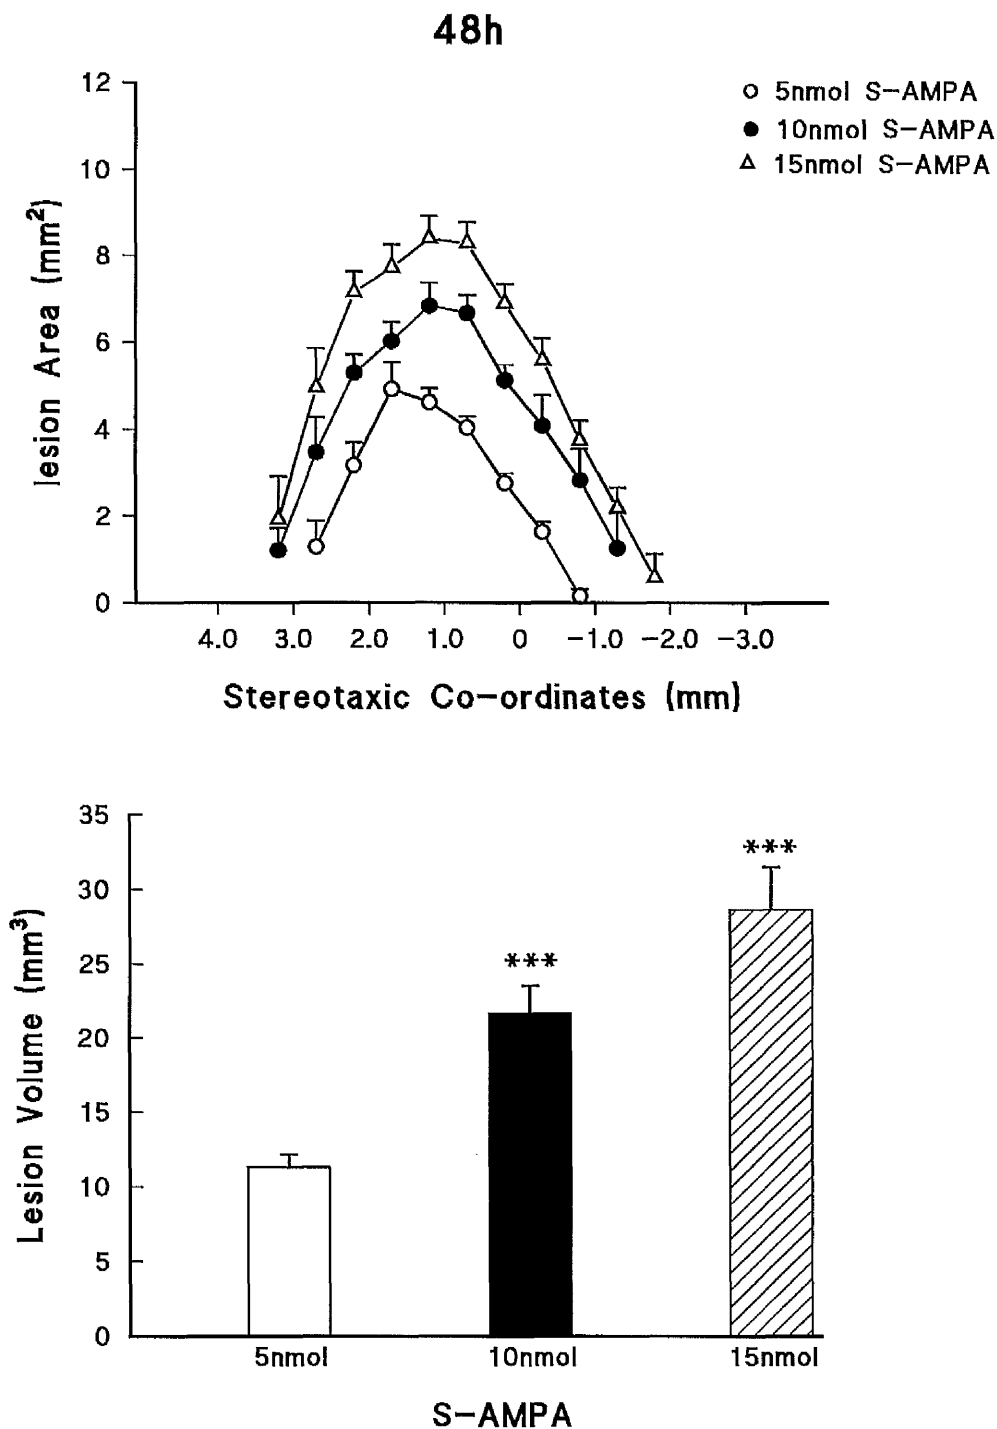 48h
12
10
8
6
4
2
0
lesion Area (mm²)
○ 5nmol S-AMPA
● 10nmol S-AMPA
△ 15nmol S-AMPA
4.0 3.0 2.0 1.0 0 -1.0 -2.0 -3.0
Stereotaxic Co-ordinates (mm)
35
30
25
20
15
10
5
0
Lesion Volume (mm³)
***
***
5nmol 10nmol 15nmol
S-AMPA